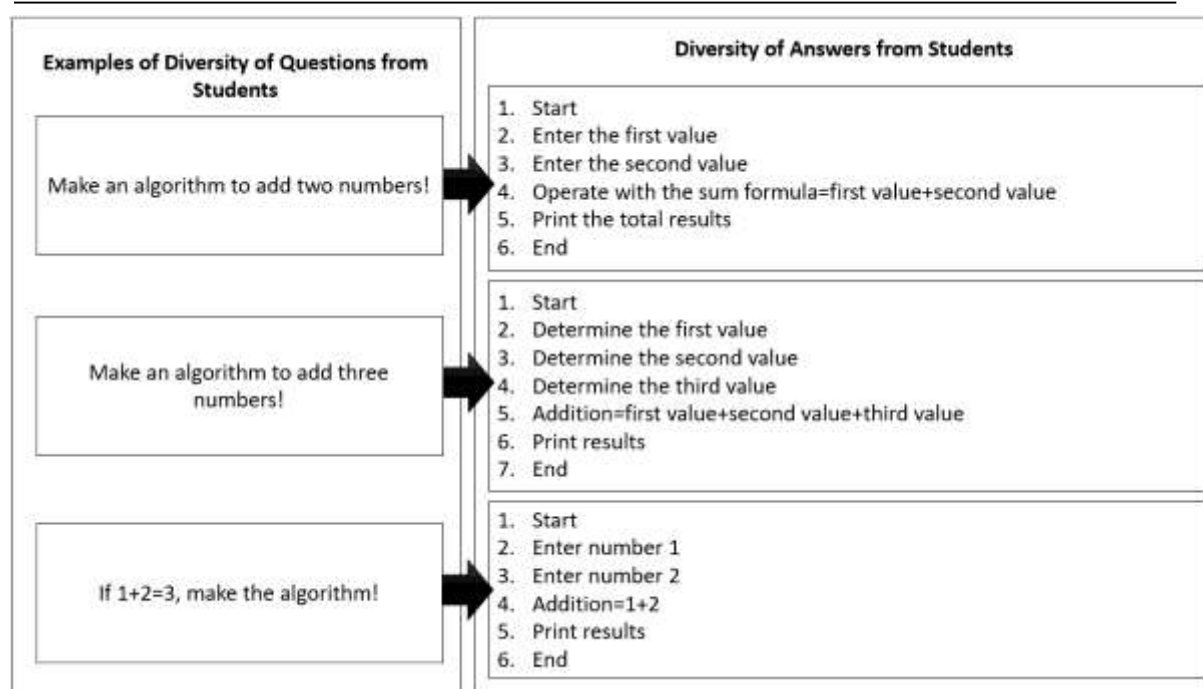 Examples of Diversity of Questions from
Students
Make an algorithm to add two numbers!
Make an algorithm to add three
numbers!
If 1+2=3, make the algorithm!
Diversity of Answers from Students
1. Start
2. Enter the first value
3. Enter the second value
4. Operate with the sum formula=first value+second value
5. Print the total results
6. End
1. Start
2. Determine the first value
3. Determine the second value
4. Determine the third value
5. Addition=first value+second value+third value
6. Print results
7. End
1. Start
2. Enter number 1
3. Enter number 2
4. Addition=1+2
5. Print results
6. End